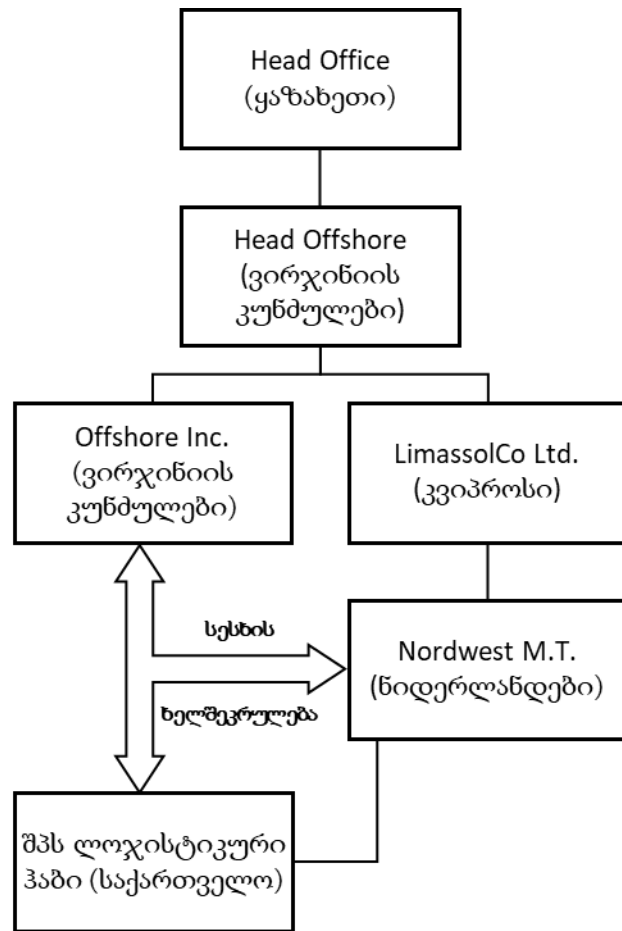 Head Office
(ყაზახეთი)
Head Offshore
(ვირჯინიის
კუნძულები)
Offshore Inc.
(ვირჯინიის
კუნძულები)
LimassolCo Ltd.
(კვიპროსი)
სესხის
ხელშეკრულება
Nordwest M.T.
(ნიდერლანდები)
შპს ლოჯისტიკური
ჰაბი (საქართველო)